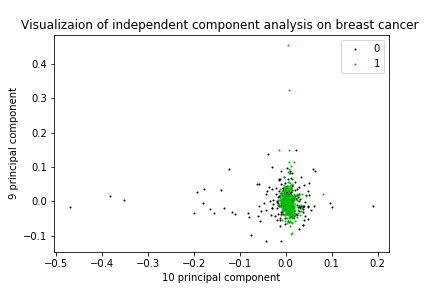 Visualizaion of independent component analysis on breast cancer
0
1
0.4
0.3
0.2
0.1
0.0
−0.1
9 principal component
−0.5 −0.4 −0.3 −0.2 −0.1 0.0 0.1 0.2
10 principal component